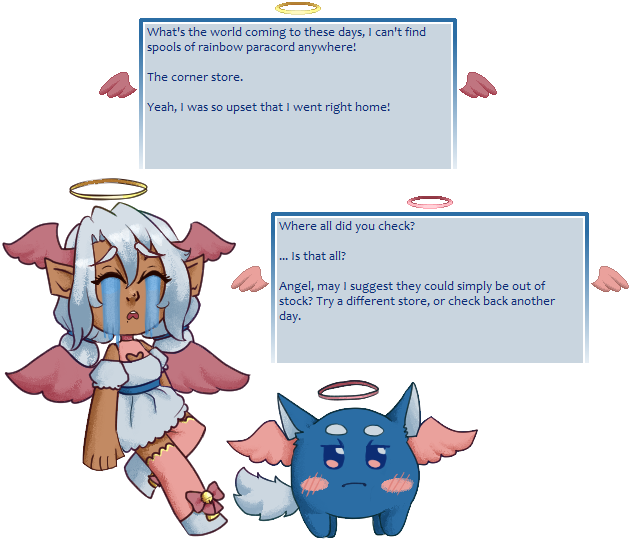 What's the world coming to these days, I can't find
spools of rainbow paracord anywhere!
The corner store.
Yeah, I was so upset that I went right home!
Where all did you check?
... Is that all?
Angel, may I suggest they could simply be out of
stock? Try a different store, or check back another
day.